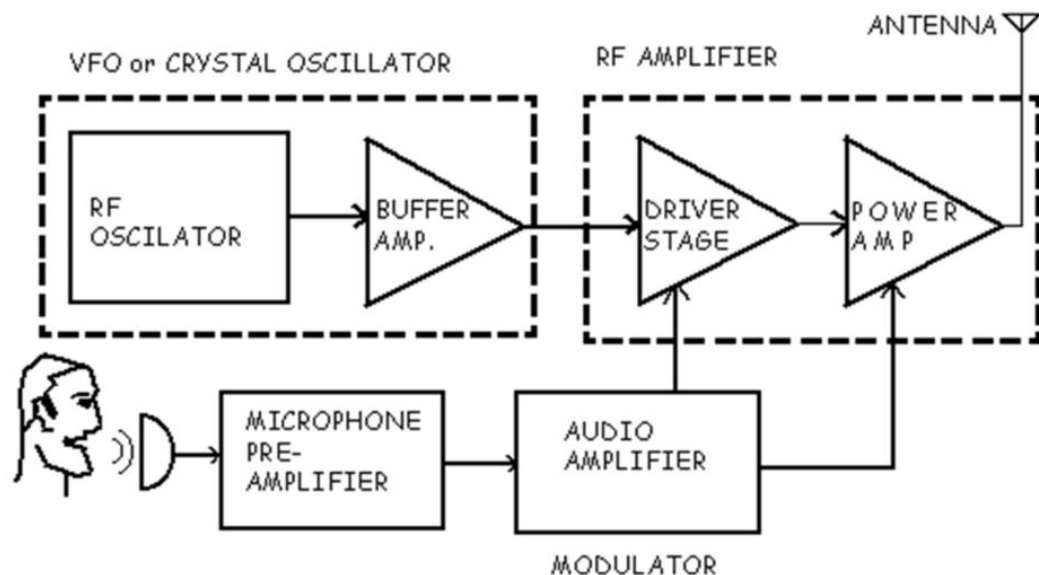 ANTENNA
VFO or CRYSTAL OSCILLATOR
RF AMPLIFIER
RF
OSCILATOR
BUFFER
AMP.
DRIVER
STAGE
POWER
AMP
MICROPHONE
PRE-
AMPLIFIER
AUDIO
AMPLIFIER
MODULATOR